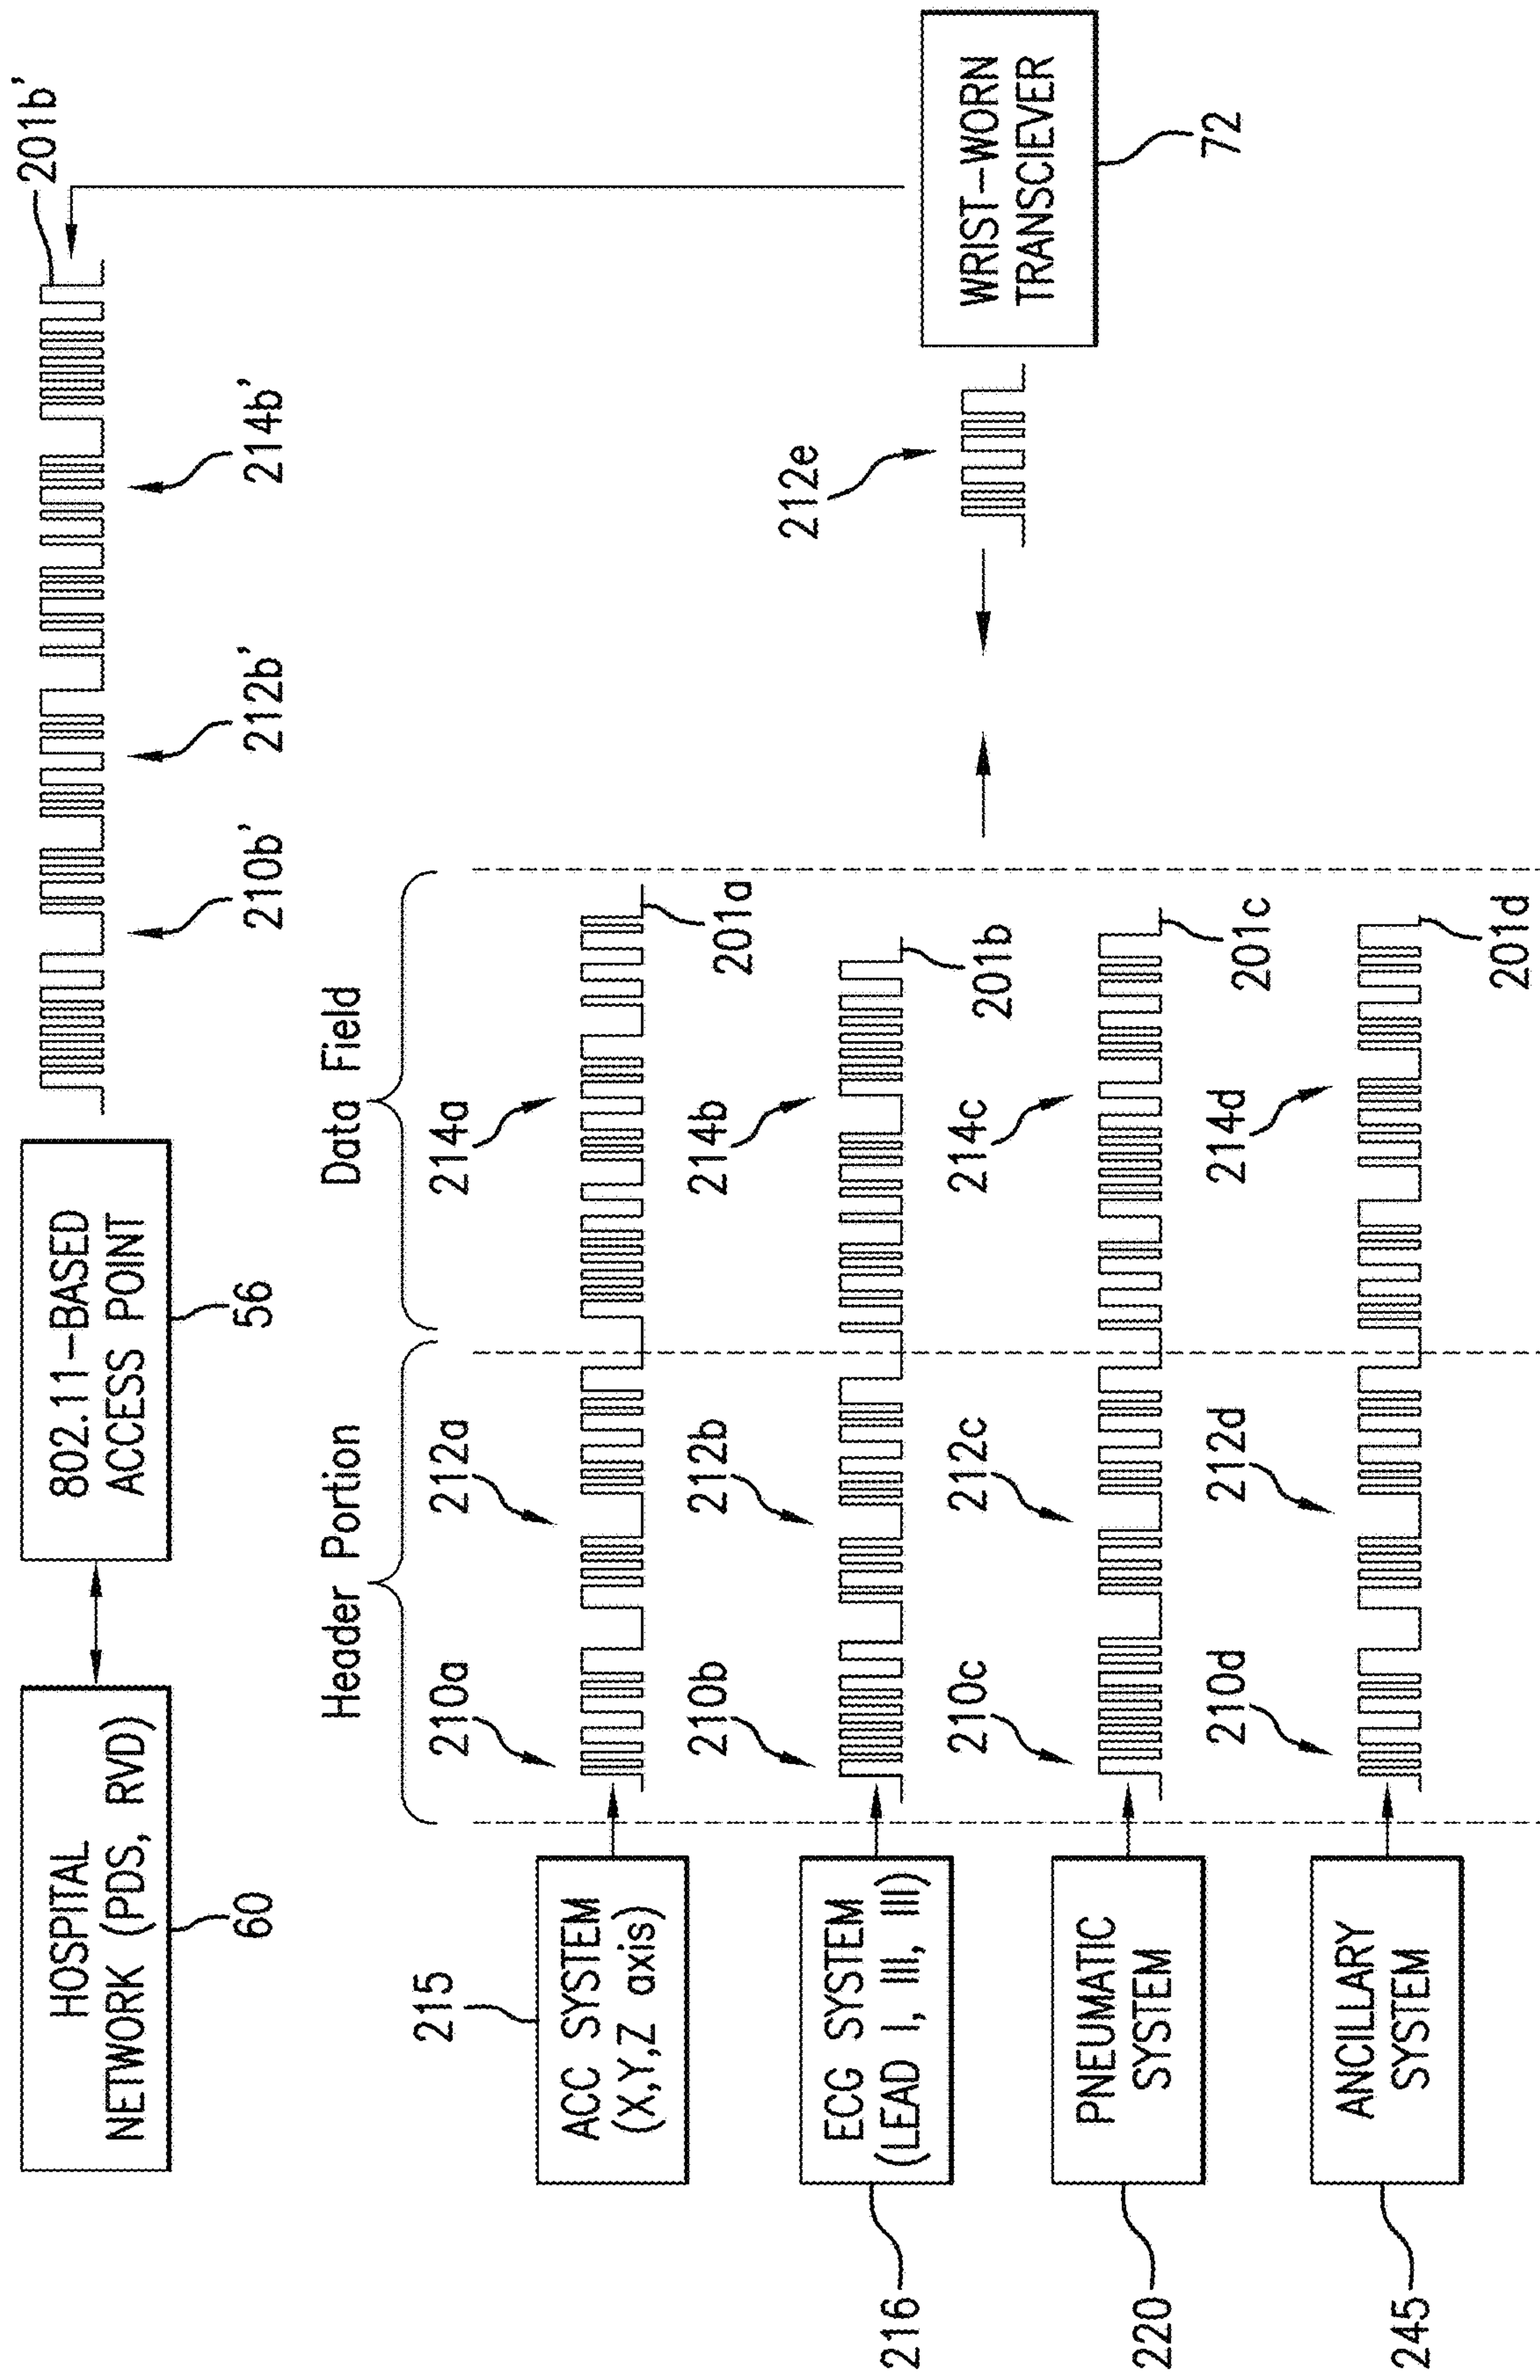 HOSPITAL
NETWORK (PDS, RVD)
60
802.11-BASED
ACCESS POINT
56
210b'
212b'
214b'
201b'
Header Portion
Data Field
215
ACC SYSTEM
(X,Y,Z axis)
210a
212a
214a
201a
216
ECG SYSTEM
(LEAD I, III, III)
210b
212b
214b
201b
220
PNEUMATIC
SYSTEM
210c
212c
214c
201c
245
ANCILLARY
SYSTEM
210d
212d
214d
201d
212e
WRIST-WORN
TRANSCIEVER
72